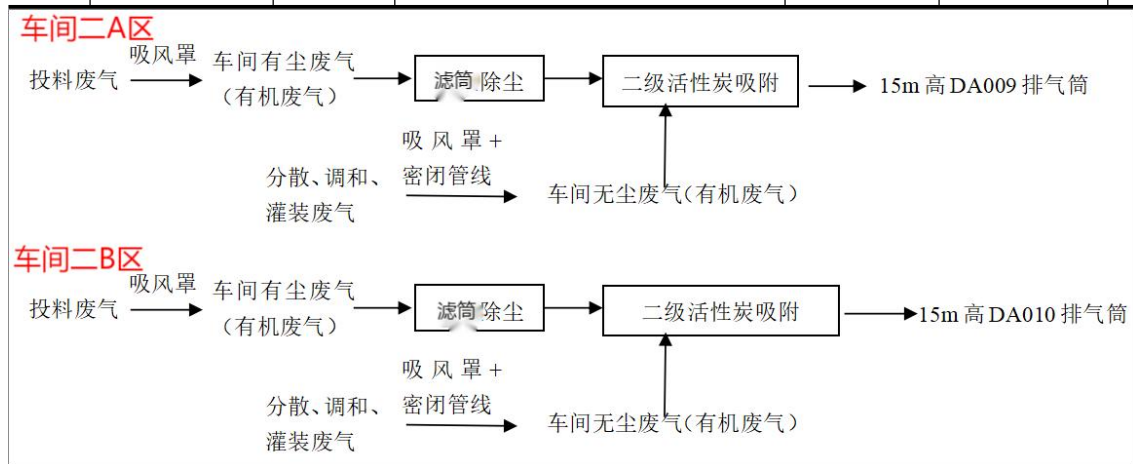 车间二A区
吸风罩
投料废气
车间有尘废气
（有机废气）
滤筒除尘
二级活性炭吸附
15m 高 DA009 排气筒
吸 风 罩 +
密闭管线
分散、调和、
灌装废气
车间无尘废气（有机废气）
车间二B区
吸风罩
投料废气
车间有尘废气
（有机废气）
滤筒除尘
二级活性炭吸附
15m 高 DA010 排气筒
吸 风 罩 +
密闭管线
分散、调和、
灌装废气
车间无尘废气（有机废气）